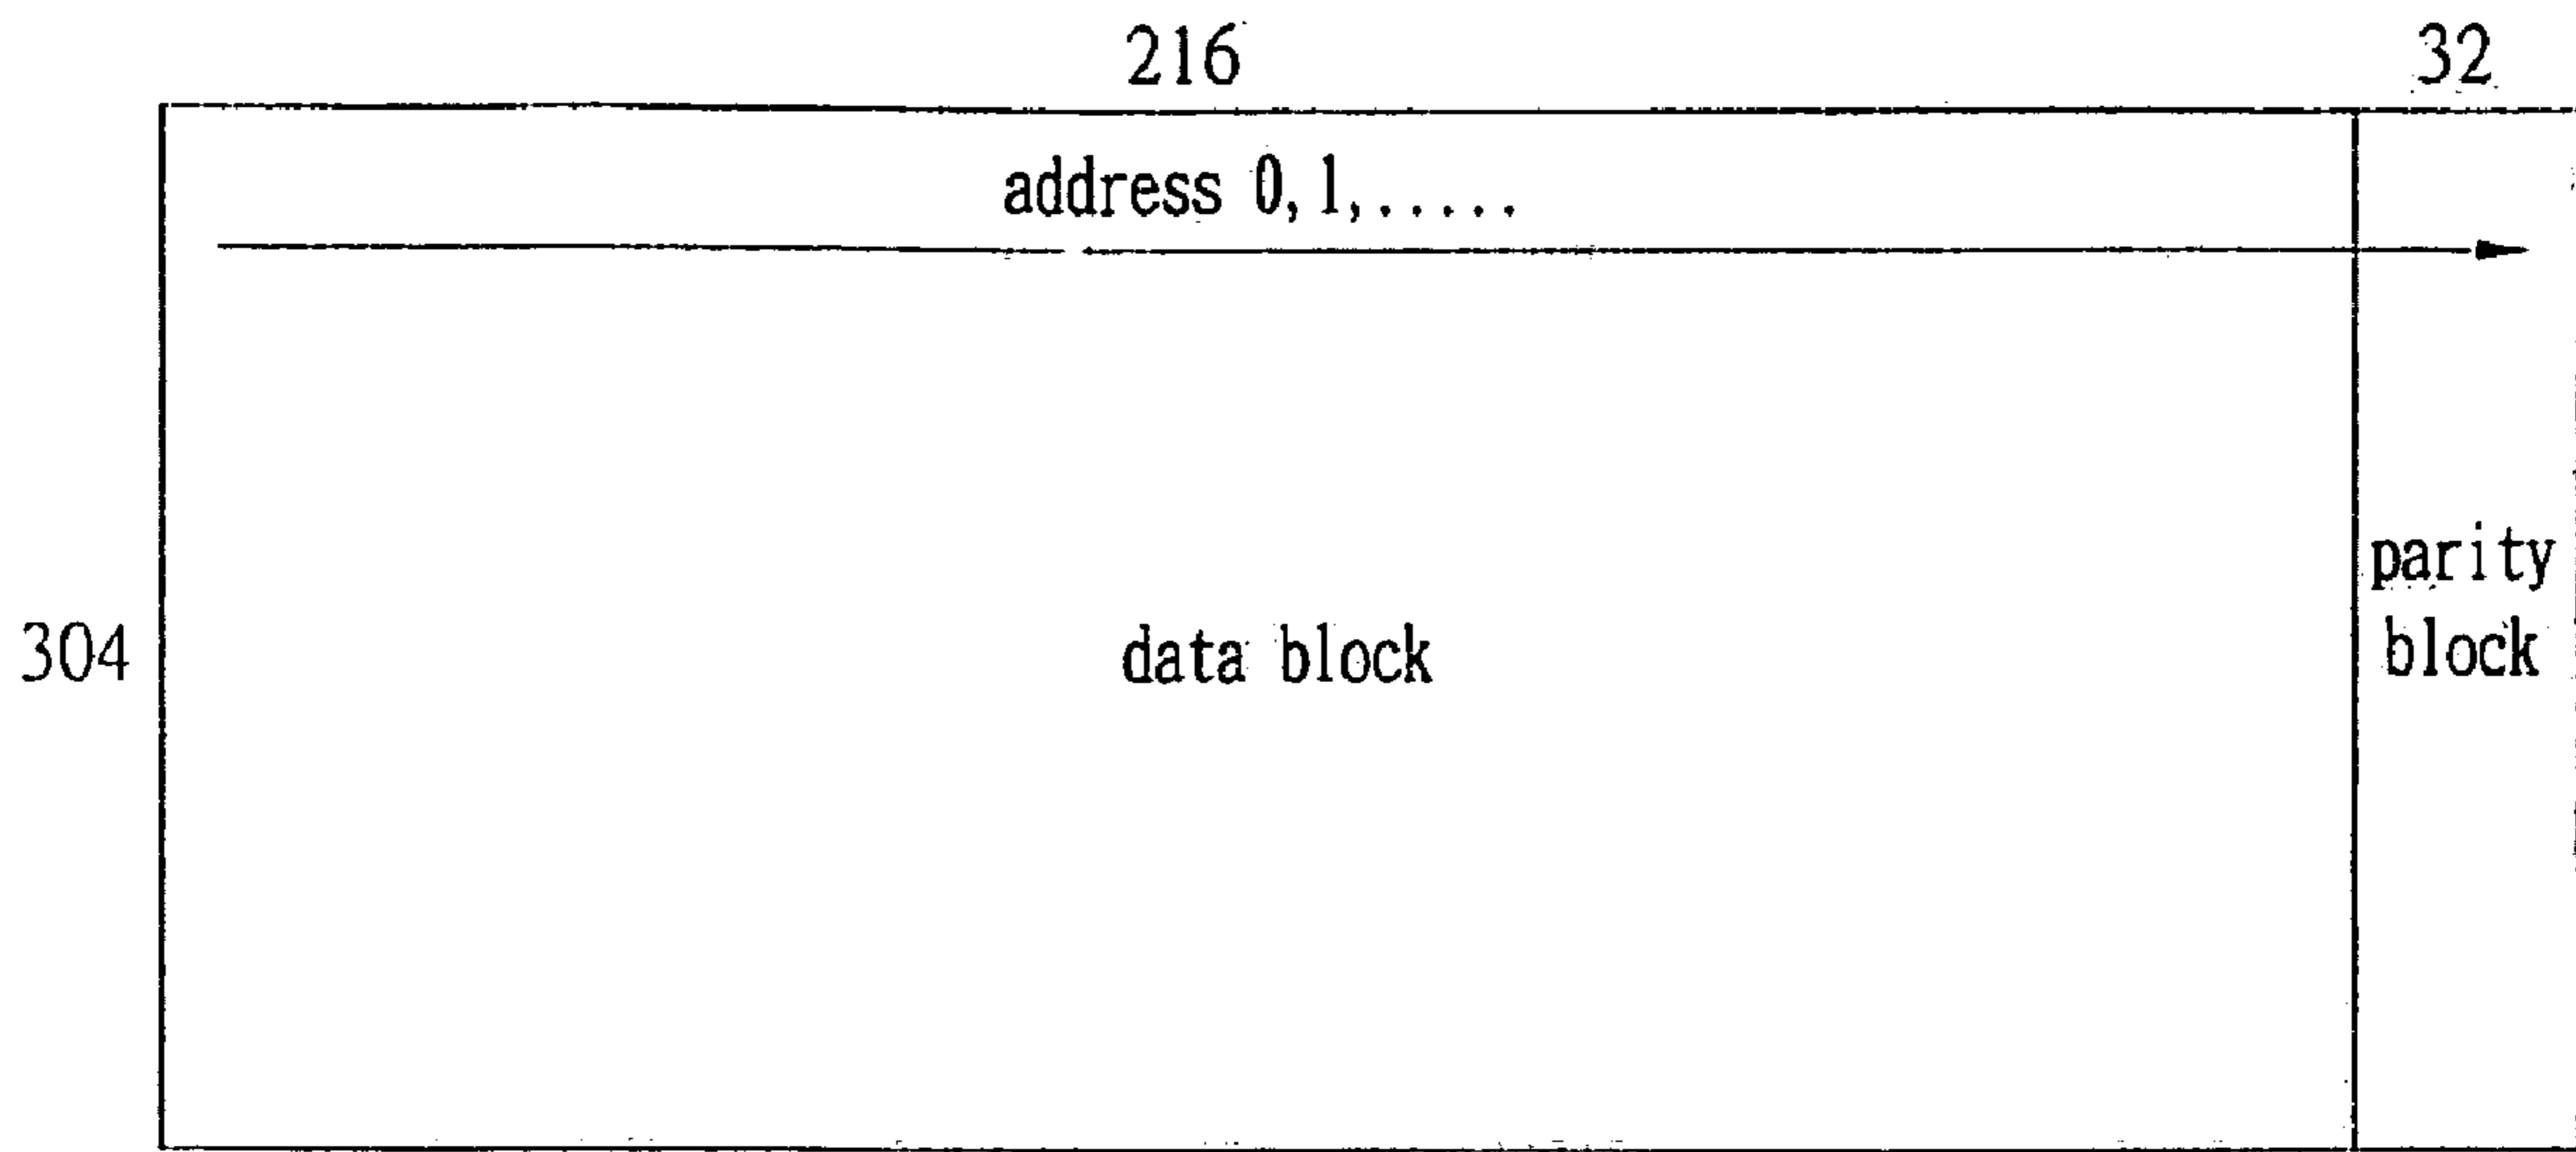 216 32
address 0,1,.....
304
data block
parity
block